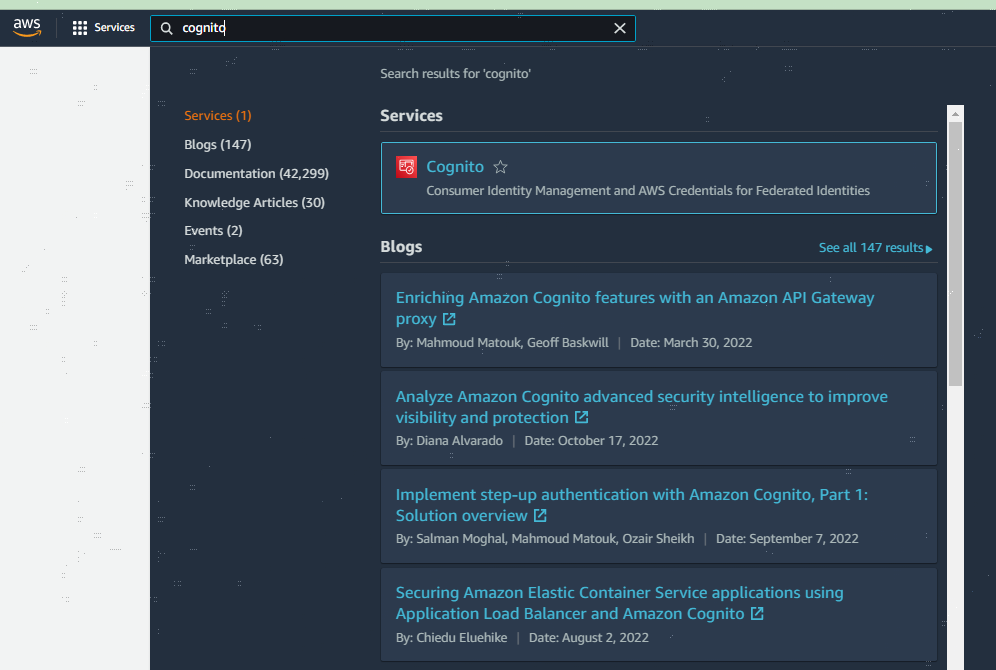 aws
Services
cognito
Search results for 'cognito'
Services (1)
Blogs (147)
Documentation (42,299)
Knowledge Articles (30)
Events (2)
Marketplace (63)
Services
Cognito
Consumer Identity Management and AWS Credentials for Federated Identities
Blogs
See all 147 results
Enriching Amazon Cognito features with an Amazon API Gateway
proxy
By: Mahmoud Matouk, Geoff Baskwill | Date: March 30, 2022
Analyze Amazon Cognito advanced security intelligence to improve
visibility and protection
By: Diana Alvarado | Date: October 17, 2022
Implement step-up authentication with Amazon Cognito, Part 1:
Solution overview
By: Salman Moghal, Mahmoud Matouk, Ozair Sheikh | Date: September 7, 2022
Securing Amazon Elastic Container Service applications using
Application Load Balancer and Amazon Cognito
By: Chiedu Eluehike | Date: August 2, 2022